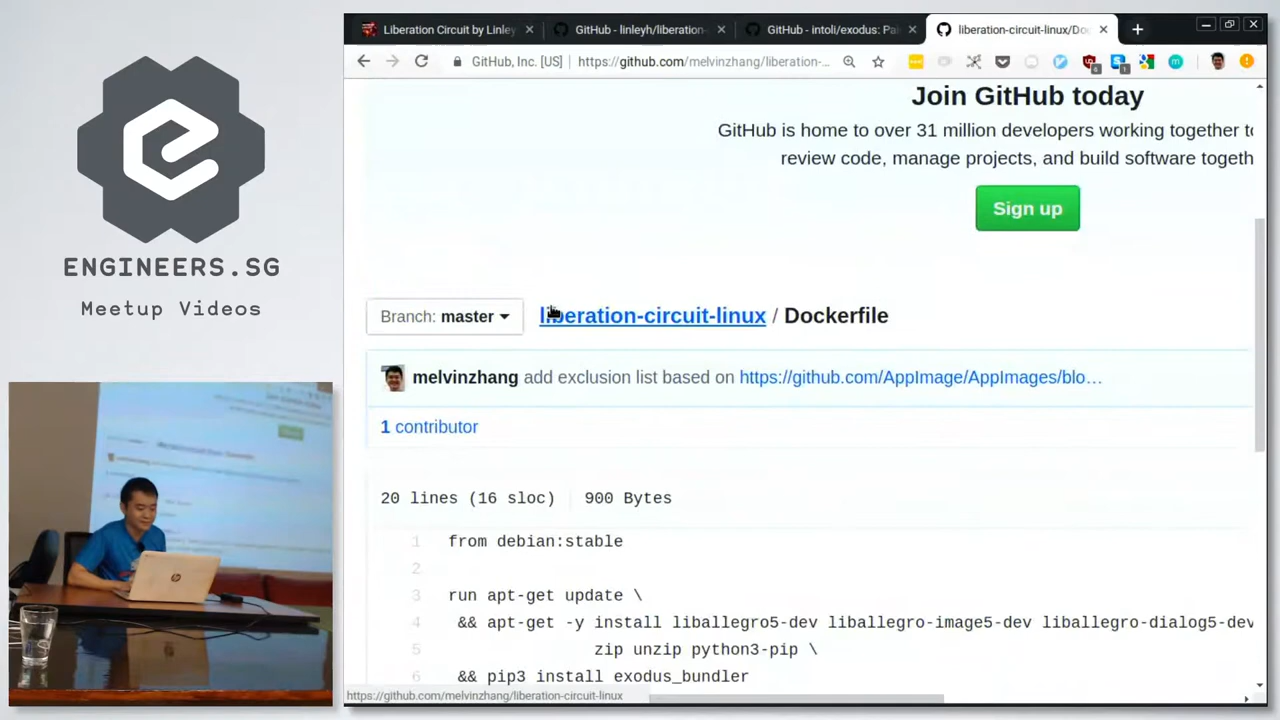 ENGINEERS.SG
Meetup Videos
Liberation Circuit by Linley
GitHub - linleyh/liberation-
GitHub - intoli/exodus: Pai
liberation-circuit-linux/Do
GitHub, Inc. [US]
https://github.com/melvinzhang/liberation-...
Join GitHub today
GitHub is home to over 31 million developers working together to
review code, manage projects, and build software togeth
Sign up
Branch: master
liberation-circuit-linux / Dockerfile
melvinzhang add exclusion list based on https://github.com/AppImage/AppImages/blo…
1 contributor
20 lines (16 sloc)
900 Bytes
1 from debian:stable
2
3 run apt-get update \
4 && apt-get -y install liballegro5-dev liballegro-image5-dev liballegro-dialog5-dev
5 zip unzip python3-pip \
6 && pip3 install exodus_bundler
https://github.com/melvinzhang/liberation-circuit-linux